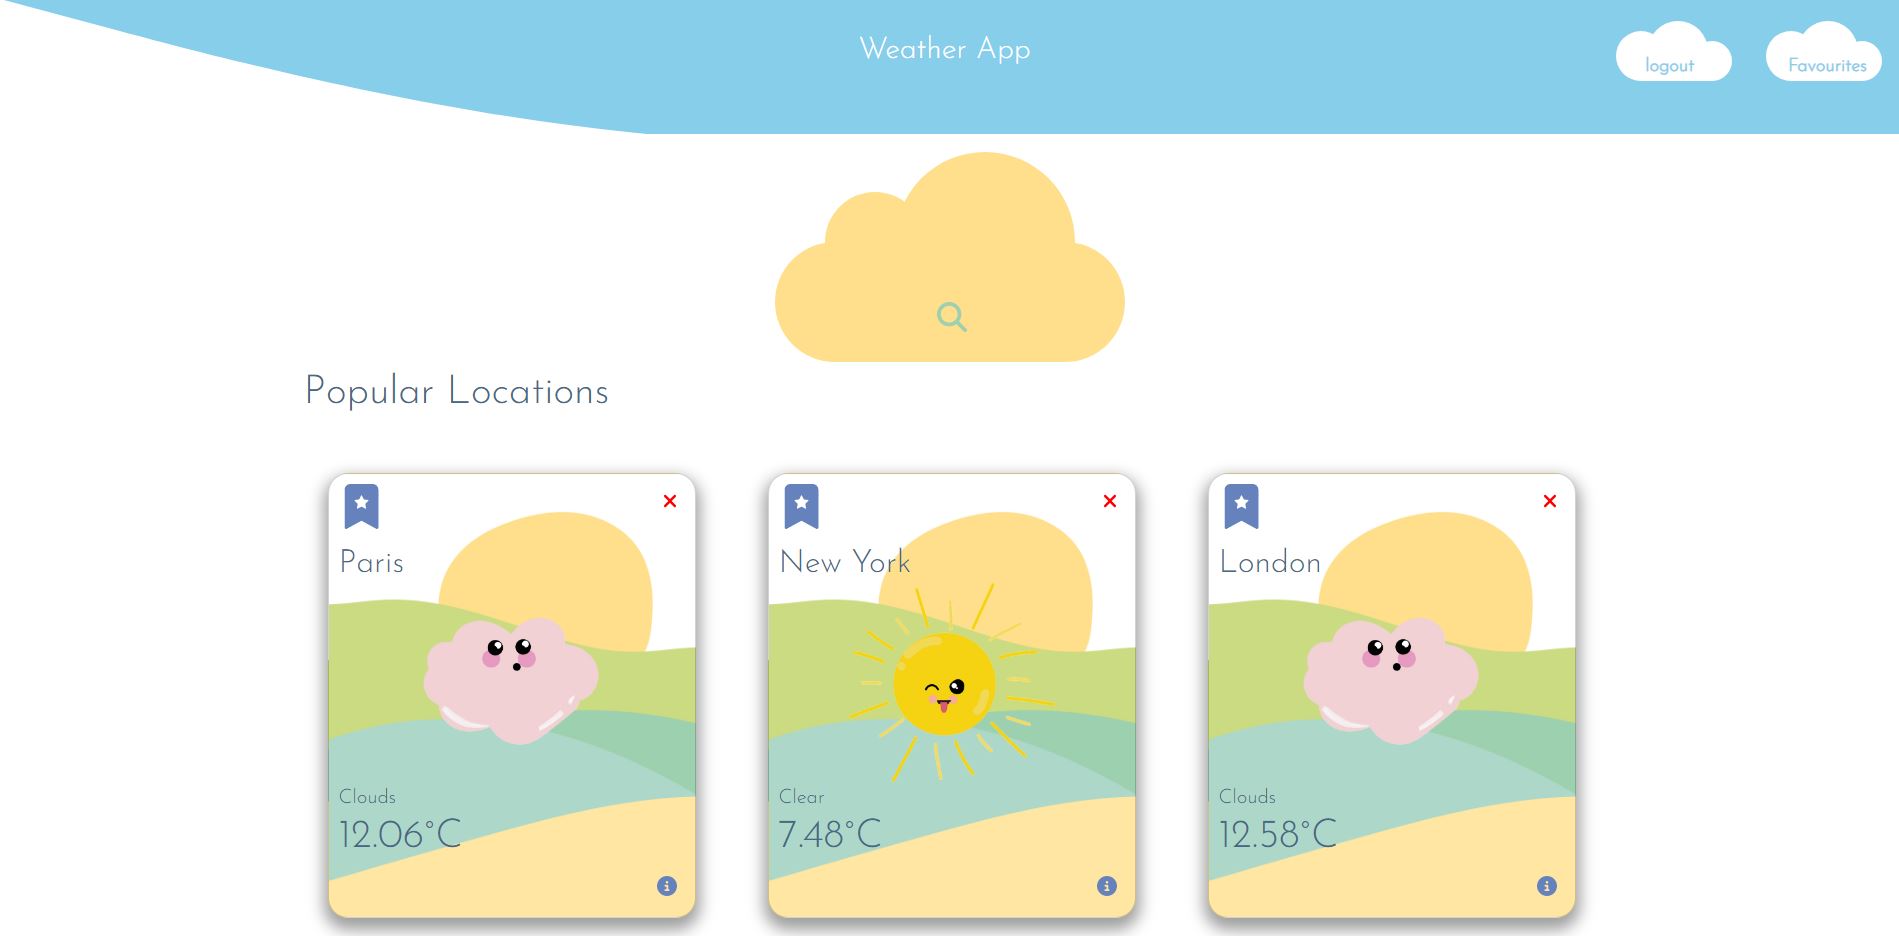 Weather App
logout
Favourites
Popular Locations
Paris
Clouds
12.06°C
New York
Clear
7.48°C
London
Clouds
12.58°C